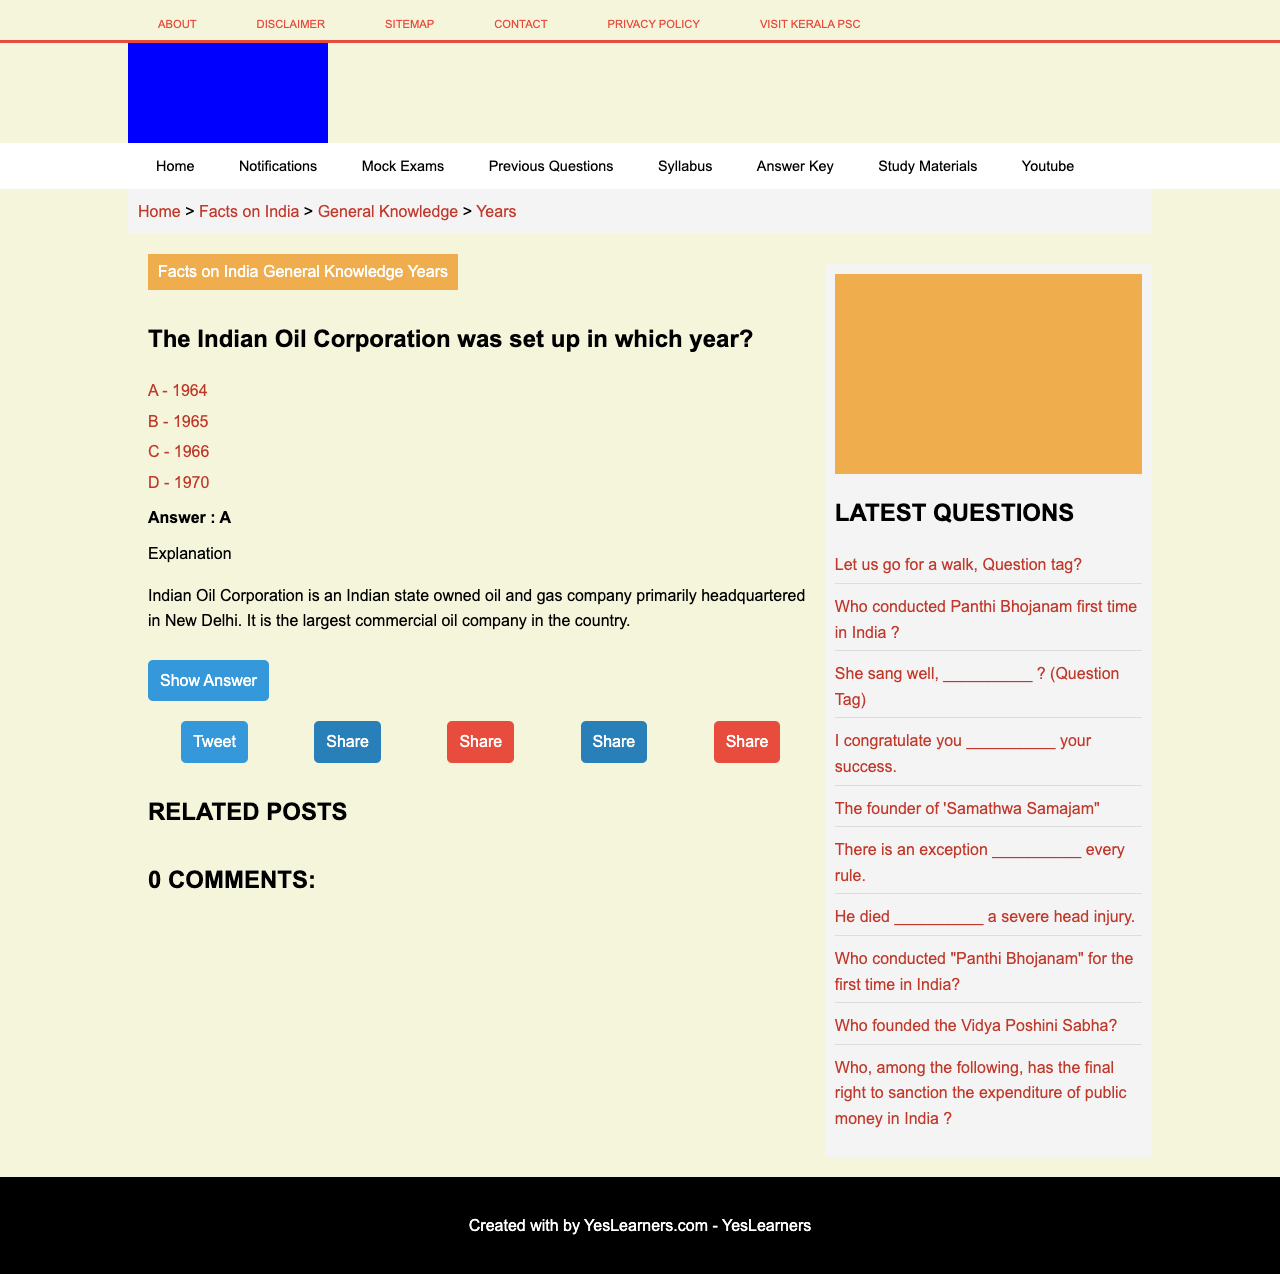 ABOUT DISCLAIMER SITEMAP CONTACT PRIVACY POLICY VISIT KERALA PSC
Home Notifications Mock Exams Previous Questions Syllabus Answer Key Study Materials Youtube
Home > Facts on India > General Knowledge > Years
Facts on India General Knowledge Years
The Indian Oil Corporation was set up in which year?
A - 1964
B - 1965
C - 1966
D - 1970
Answer : A
Explanation
Indian Oil Corporation is an Indian state owned oil and gas company primarily headquartered
in New Delhi. It is the largest commercial oil company in the country.
Show Answer
Tweet Share Share Share Share
RELATED POSTS
0 COMMENTS:
LATEST QUESTIONS
Let us go for a walk, Question tag?
Who conducted Panthi Bhojanam first time
in India ?
She sang well, __________ ? (Question
Tag)
I congratulate you __________ your
success.
The founder of 'Samathwa Samajam"
There is an exception __________ every
rule.
He died __________ a severe head injury.
Who conducted "Panthi Bhojanam" for the
first time in India?
Who founded the Vidya Poshini Sabha?
Who, among the following, has the final
right to sanction the expenditure of public
money in India ?
Created with by YesLearners.com - YesLearners